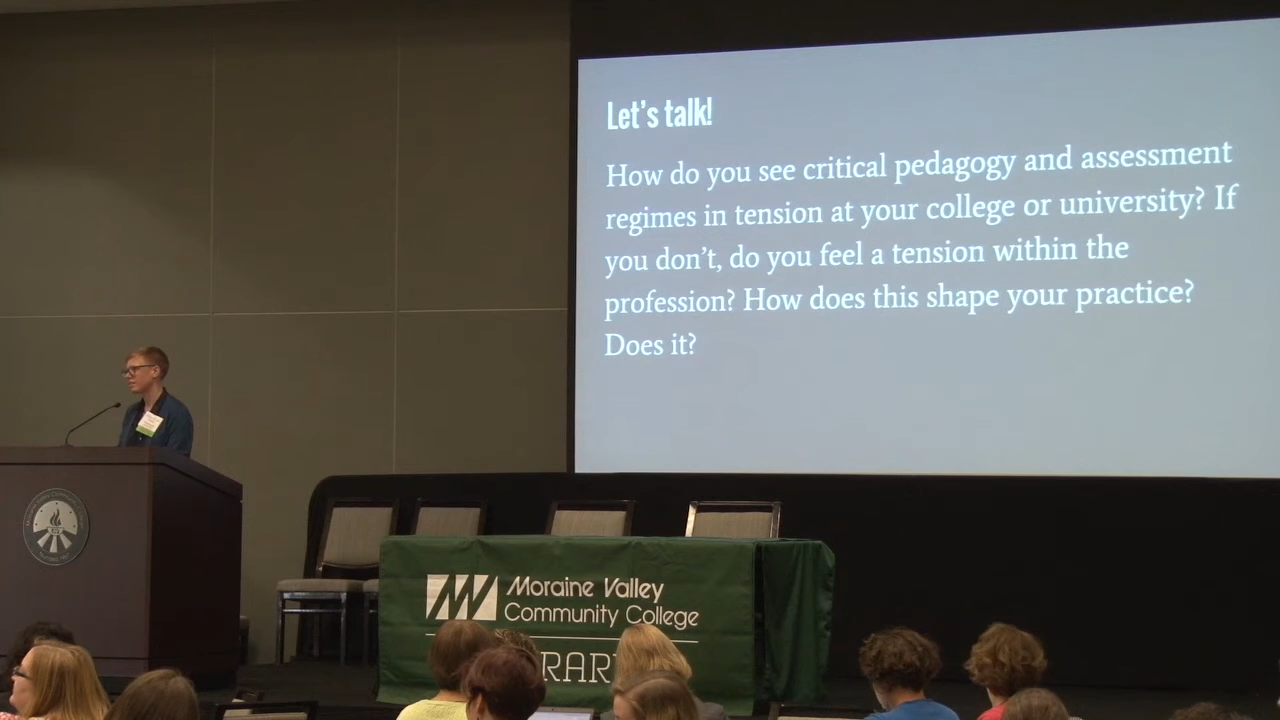 Let's talk!
How do you see critical pedagogy and assessment
regimes in tension at your college or university? If
you don't, do you feel a tension within the
profession? How does this shape your practice?
Does it?
Moraine Valley
Community College